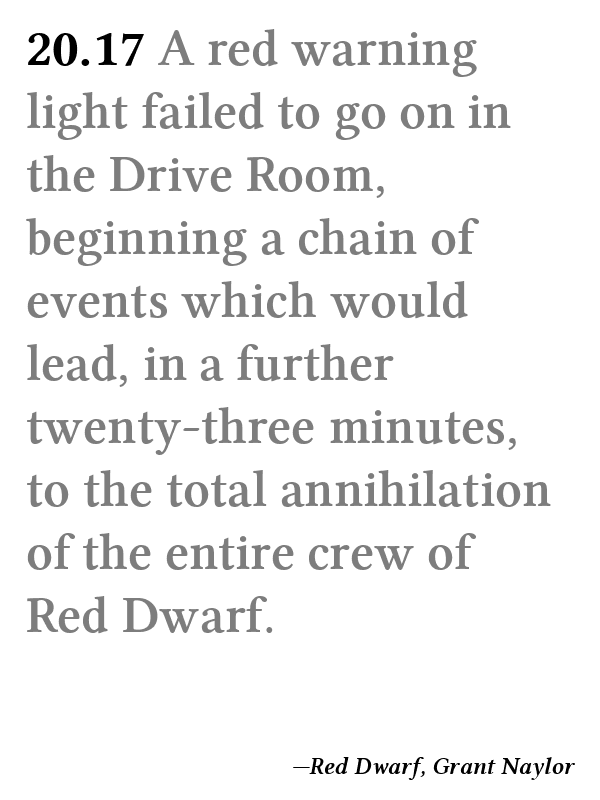 20.17 A red warning
light failed to go on in
the Drive Room,
beginning a chain of
events which would
lead, in a further
twenty-three minutes,
to the total annihilation
of the entire crew of
Red Dwarf.
—Red Dwarf, Grant Naylor